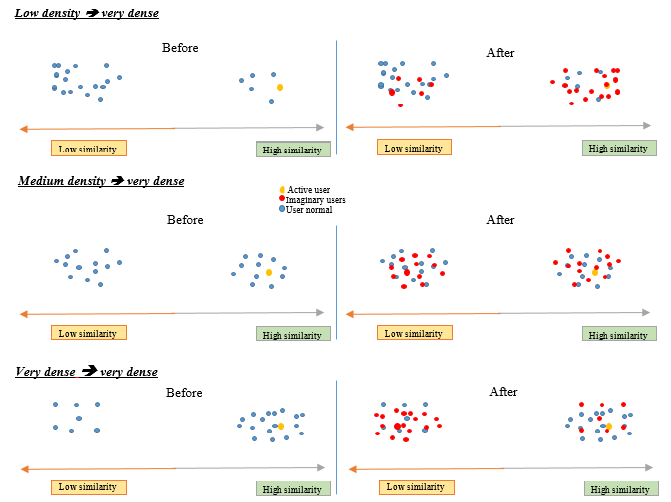 Low density 🡺 very dense
Before
After
Low similarity
High similarity
Low similarity
High similarity
Medium density 🡺 very dense
Active user
Imaginary users
User normal
Before
After
Low similarity
High similarity
Low similarity
High similarity
Very dense 🡺 very dense
Before
After
Low similarity
High similarity
Low similarity
High similarity